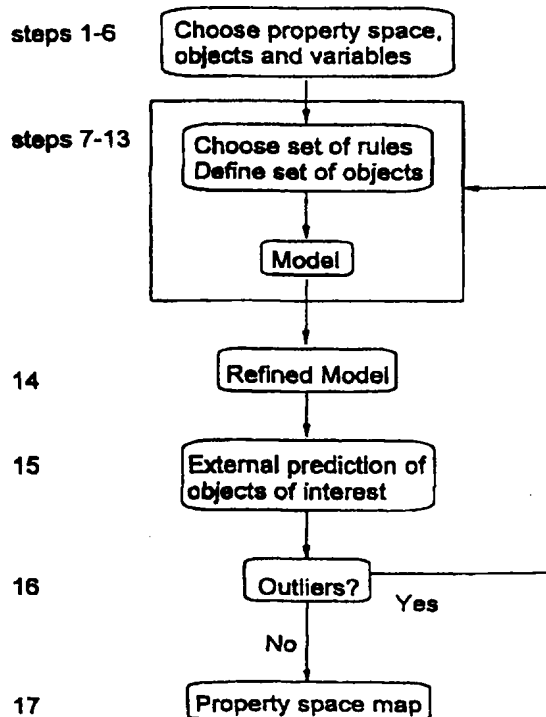 steps 1-6
Choose property space,
objects and variables
steps 7-13
Choose set of rules
Define set of objects
Model
14
Refined Model
15
External prediction of
objects of interest
16
Outliers?
Yes
No
17
Property space map